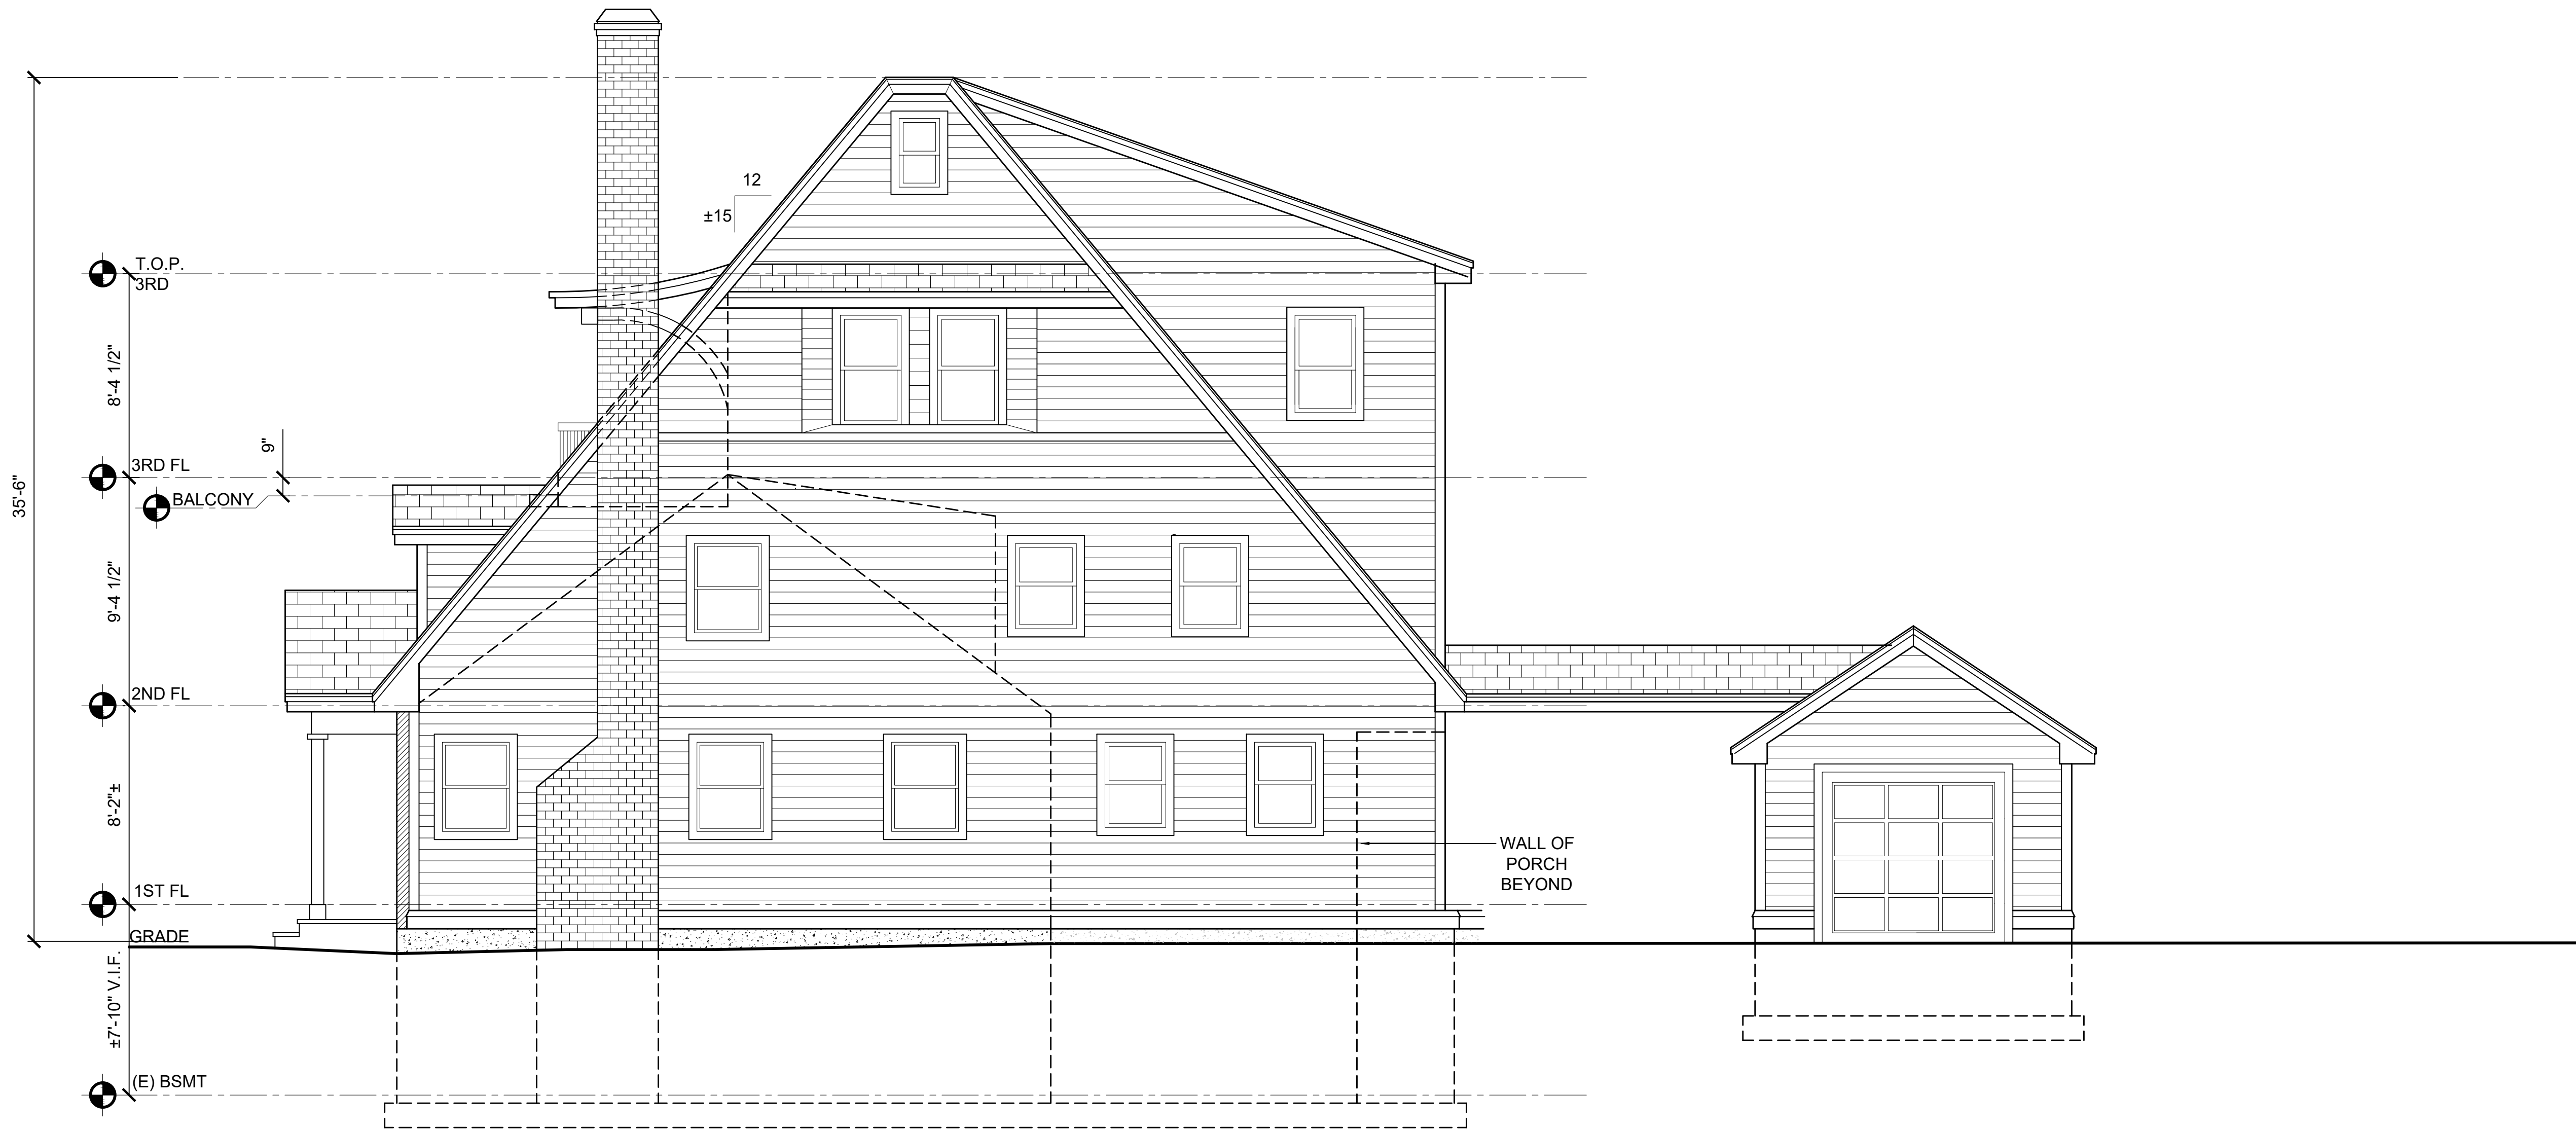 12
±15
T.O.P.
3RD
8'-4 1/2"
9"
3RD FL
BALCONY
35'-6"
9'-4 1/2"
2ND FL
8'-2"±
WALL OF
PORCH
BEYOND
1ST FL
GRADE
±7'-10" V.I.F.
(E) BSMT